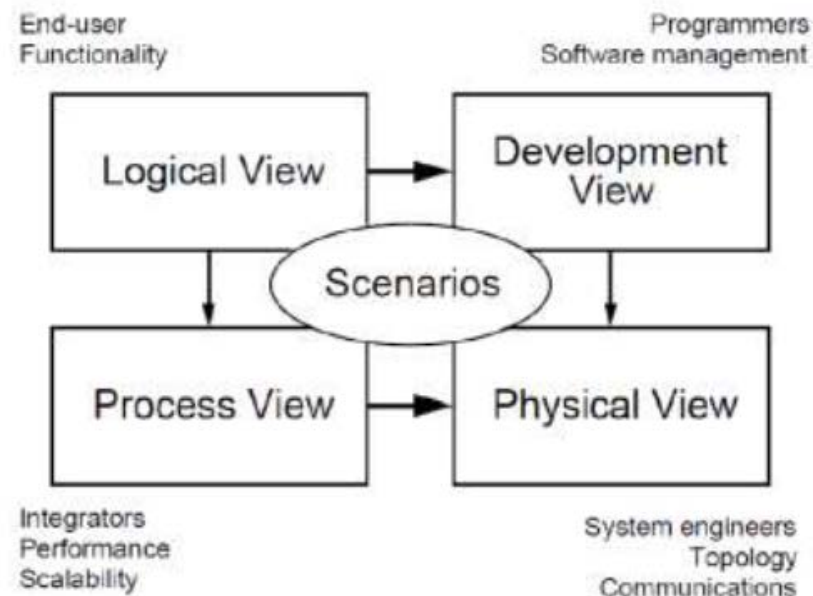 End-user
Functionality
Programmers
Software management
Logical View
Development
View
Scenarios
Process View
Physical View
Integrators
Performance
Scalability
System engineers
Topology
Communications